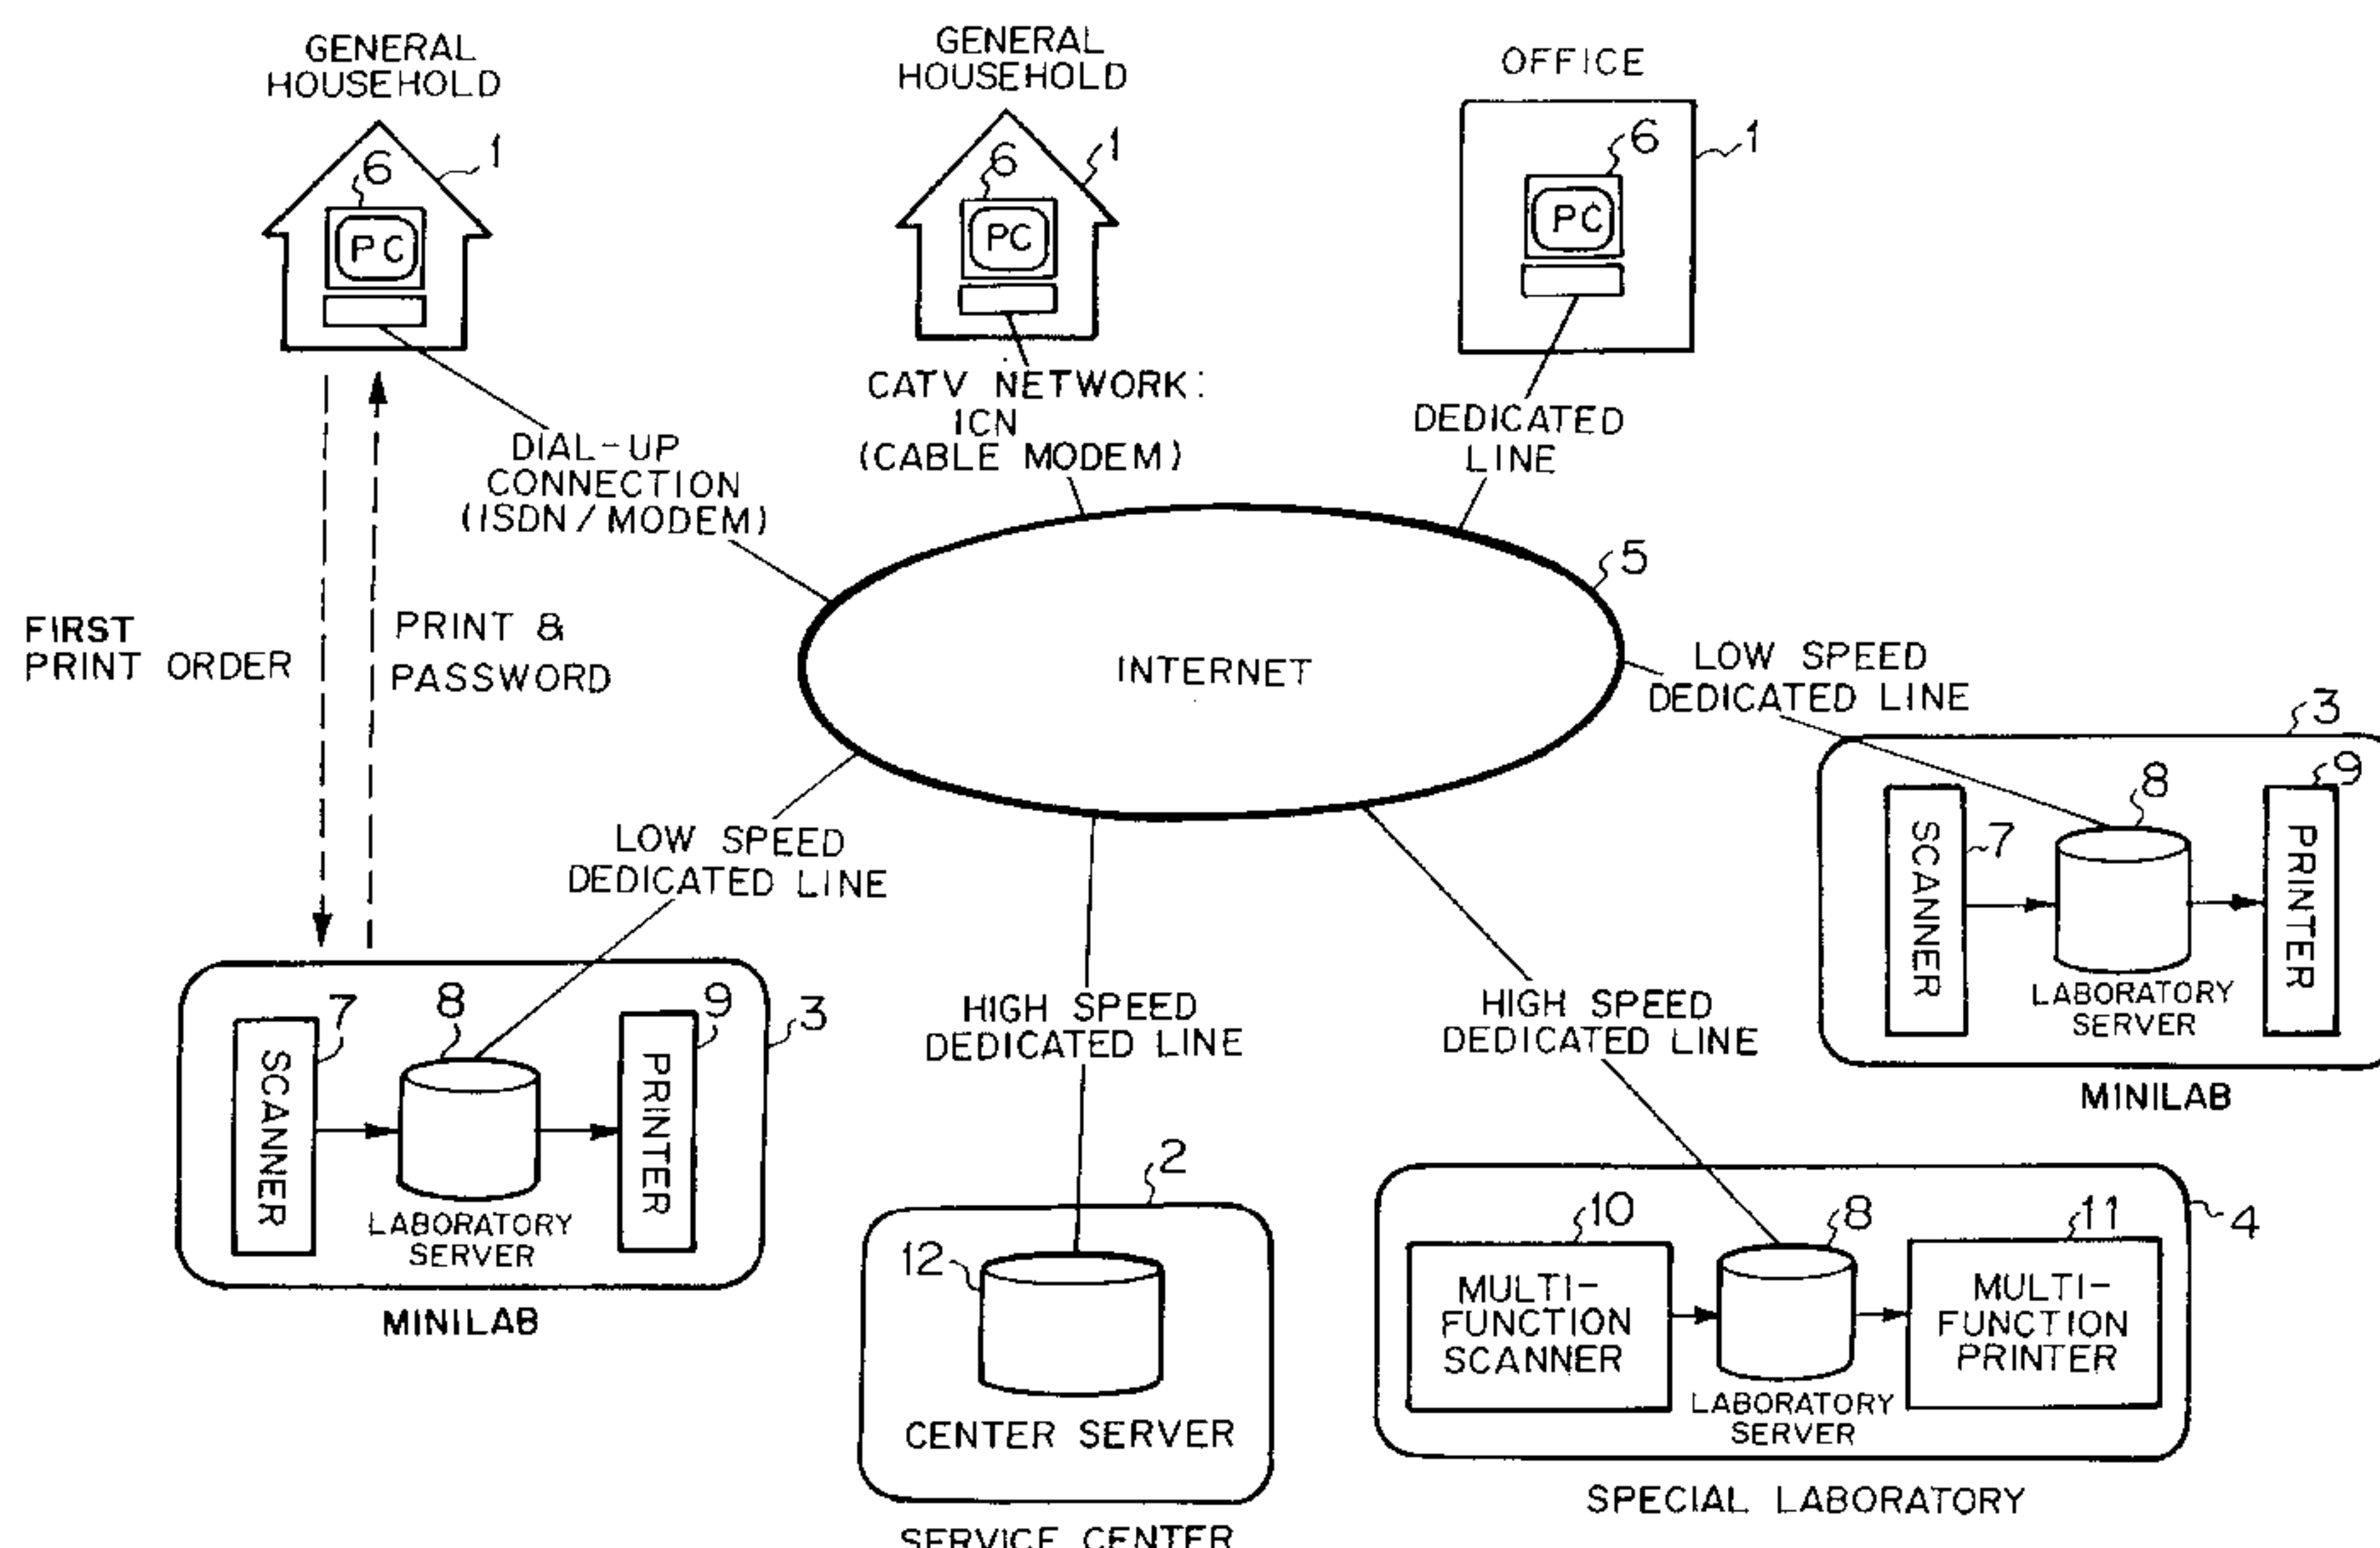 GENERAL
HOUSEHOLD
1
6
PC
GENERAL
HOUSEHOLD
1
6
PC
OFFICE
1
6
PC
DIAL-UP
CONNECTION
(ISDN/MODEM)
CATV NETWORK:
1CN
(CABLE MODEM)
DEDICATED
LINE
FIRST
PRINT ORDER
PRINT &
PASSWORD
INTERNET
5
LOW SPEED
DEDICATED LINE
LOW SPEED
DEDICATED LINE
3
7
SCANNER
8
LABORATORY
SERVER
9
PRINTER
MINILAB
HIGH SPEED
DEDICATED LINE
HIGH SPEED
DEDICATED LINE
7
SCANNER
8
LABORATORY
SERVER
9
PRINTER
3
MINILAB
2
12
CENTER SERVER
SERVICE CENTER
4
10
MULTI-
FUNCTION
SCANNER
8
LABORATORY
SERVER
11
MULTI-
FUNCTION
PRINTER
SPECIAL LABORATORY